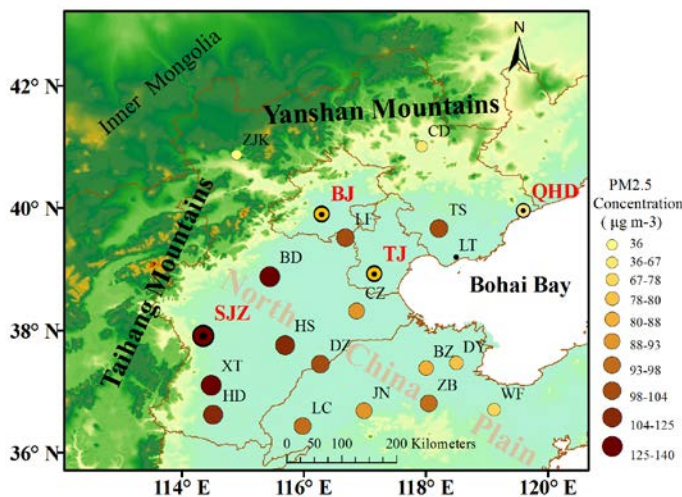 N
42° N
Inner Mongolia
Yanshan Mountains
ZJK
CD
PM2.5
Concentration
( µg m-3)
36
36-67
67-78
78-80
80-88
88-93
93-98
98-104
104-125
125-140
40° N
BJ
QHD
LF
TS
Taihang Mountains
BD
TJ
LT
Bohai Bay
CZ
38° N
SJZ
North China Plain
HS
DZ
BZ
DY
XT
HD
JN
ZB
WF
LC
0 50 100 200 Kilometers
36° N
114° E
116° E
118° E
120° E